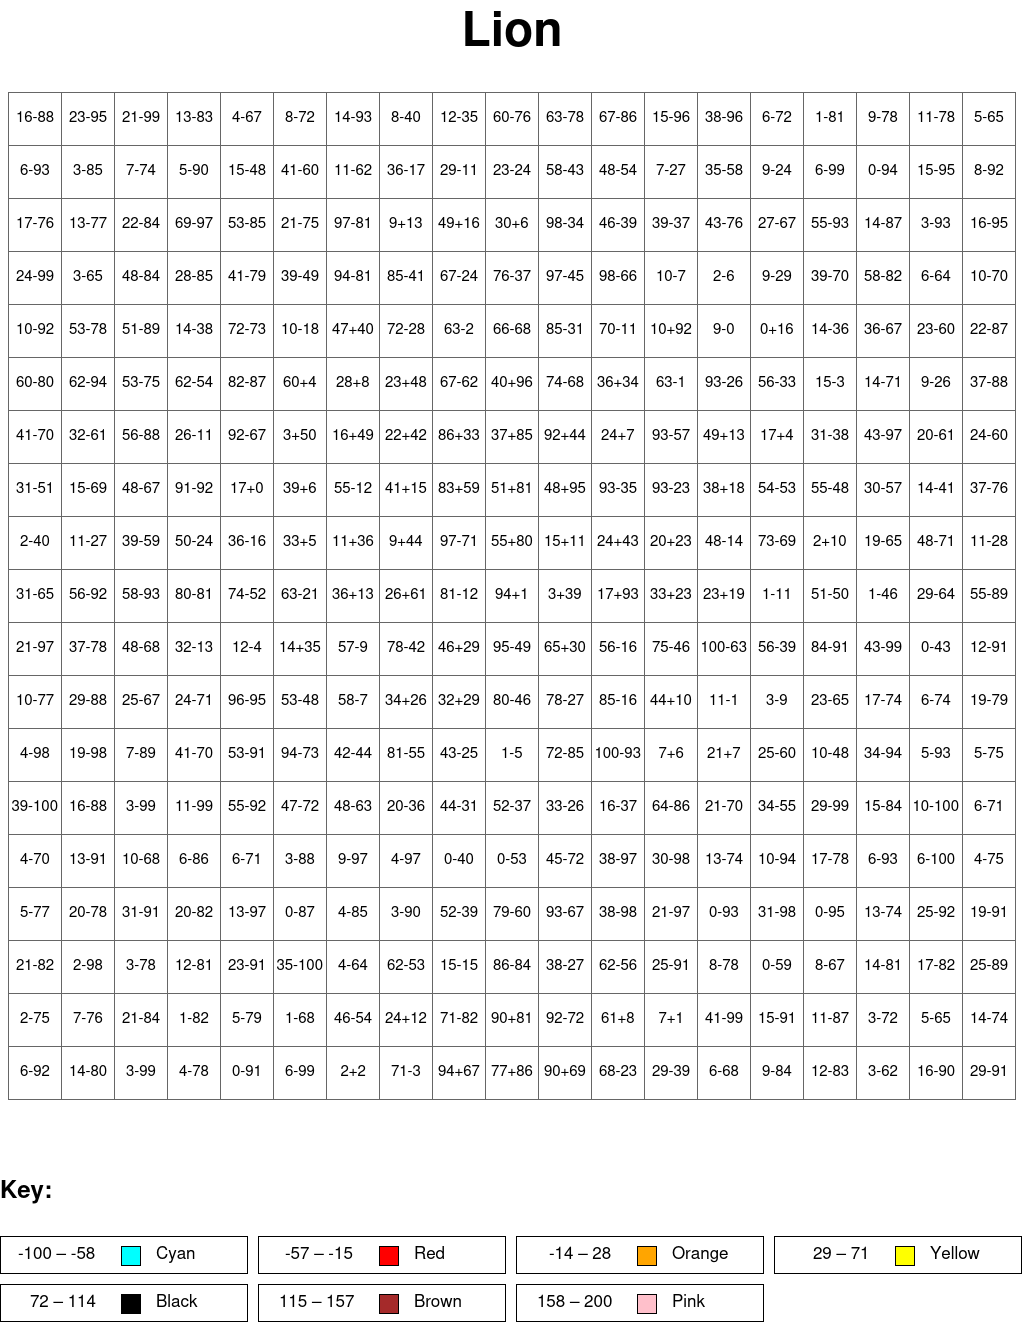 Lion
16-88 23-95 21-99 13-83 4-67 8-72 14-93 8-40 12-35 60-76 63-78 67-86 15-96 38-96 6-72 1-81 9-78 11-78 5-65
6-93 3-85 7-74 5-90 15-48 41-60 11-62 36-17 29-11 23-24 58-43 48-54 7-27 35-58 9-24 6-99 0-94 15-95 8-92
17-76 13-77 22-84 69-97 53-85 21-75 97-81 9+13 49+16 30+6 98-34 46-39 39-37 43-76 27-67 55-93 14-87 3-93 16-95
24-99 3-65 48-84 28-85 41-79 39-49 94-81 85-41 67-24 76-37 97-45 98-66 10-7 2-6 9-29 39-70 58-82 6-64 10-70
10-92 53-78 51-89 14-38 72-73 10-18 47+40 72-28 63-2 66-68 85-31 70-11 10+92 9-0 0+16 14-36 36-67 23-60 22-87
60-80 62-94 53-75 62-54 82-87 60+4 28+8 23+48 67-62 40+96 74-68 36+34 63-1 93-26 56-33 15-3 14-71 9-26 37-88
41-70 32-61 56-88 26-11 92-67 3+50 16+49 22+42 86+33 37+85 92+44 24+7 93-57 49+13 17+4 31-38 43-97 20-61 24-60
31-51 15-69 48-67 91-92 17+0 39+6 55-12 41+15 83+59 51+81 48+95 93-35 93-23 38+18 54-53 55-48 30-57 14-41 37-76
2-40 11-27 39-59 50-24 36-16 33+5 11+36 9+44 97-71 55+80 15+11 24+43 20+23 48-14 73-69 2+10 19-65 48-71 11-28
31-65 56-92 58-93 80-81 74-52 63-21 36+13 26+61 81-12 94+1 3+39 17+93 33+23 23+19 1-11 51-50 1-46 29-64 55-89
21-97 37-78 48-68 32-13 12-4 14+35 57-9 78-42 46+29 95-49 65+30 56-16 75-46 100-63 56-39 84-91 43-99 0-43 12-91
10-77 29-88 25-67 24-71 96-95 53-48 58-7 34+26 32+29 80-46 78-27 85-16 44+10 11-1 3-9 23-65 17-74 6-74 19-79
4-98 19-98 7-89 41-70 53-91 94-73 42-44 81-55 43-25 1-5 72-85 100-93 7+6 21+7 25-60 10-48 34-94 5-93 5-75
39-100 16-88 3-99 11-99 55-92 47-72 48-63 20-36 44-31 52-37 33-26 16-37 64-86 21-70 34-55 29-99 15-84 10-100 6-71
4-70 13-91 10-68 6-86 6-71 3-88 9-97 4-97 0-40 0-53 45-72 38-97 30-98 13-74 10-94 17-78 6-93 6-100 4-75
5-77 20-78 31-91 20-82 13-97 0-87 4-85 3-90 52-39 79-60 93-67 38-98 21-97 0-93 31-98 0-95 13-74 25-92 19-91
21-82 2-98 3-78 12-81 23-91 35-100 4-64 62-53 15-15 86-84 38-27 62-56 25-91 8-78 0-59 8-67 14-81 17-82 25-89
2-75 7-76 21-84 1-82 5-79 1-68 46-54 24+12 71-82 90+81 92-72 61+8 7+1 41-99 15-91 11-87 3-72 5-65 14-74
6-92 14-80 3-99 4-78 0-91 6-99 2+2 71-3 94+67 77+86 90+69 68-23 29-39 6-68 9-84 12-83 3-62 16-90 29-91
Key:
-100 – -58 Cyan -57 – -15 Red -14 – 28 Orange 29 – 71 Yellow
72 – 114 Black 115 – 157 Brown 158 – 200 Pink